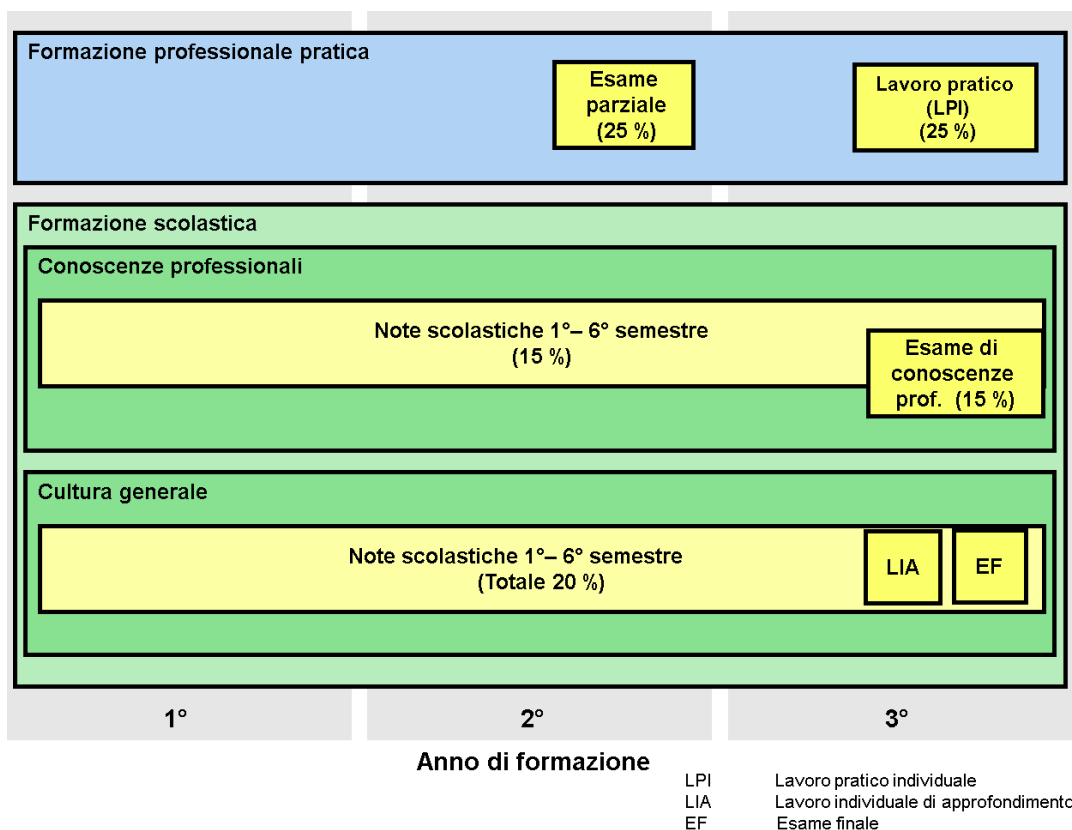 Formazione professionale pratica
Esame
parziale
(25 %)
Lavoro pratico
(LPI)
(25 %)
Formazione scolastica
Conoscenze professionali
Note scolastiche 1°– 6° semestre
(15 %)
Esame di
conoscenze
prof. (15 %)
Cultura generale
Note scolastiche 1°– 6° semestre
(Totale 20 %)
LIA
EF
1°
2°
3°
Anno di formazione
LPI Lavoro pratico individuale
LIA Lavoro individuale di approfondimento
EF Esame finale